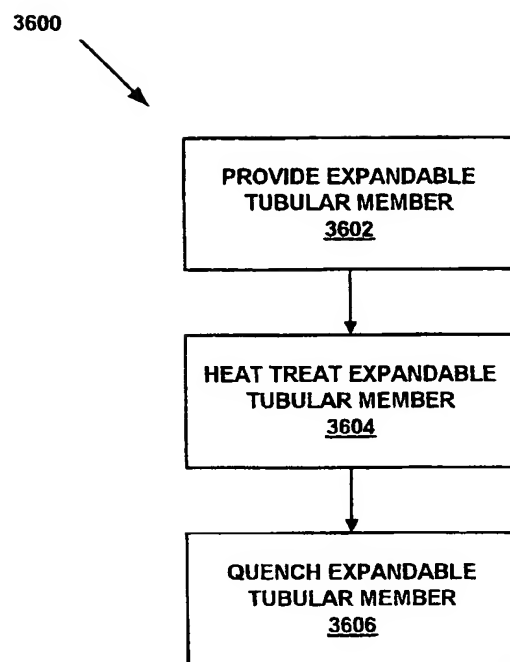 3600
PROVIDE EXPANDABLE
TUBULAR MEMBER
3602
HEAT TREAT EXPANDABLE
TUBULAR MEMBER
3604
QUENCH EXPANDABLE
TUBULAR MEMBER
3606